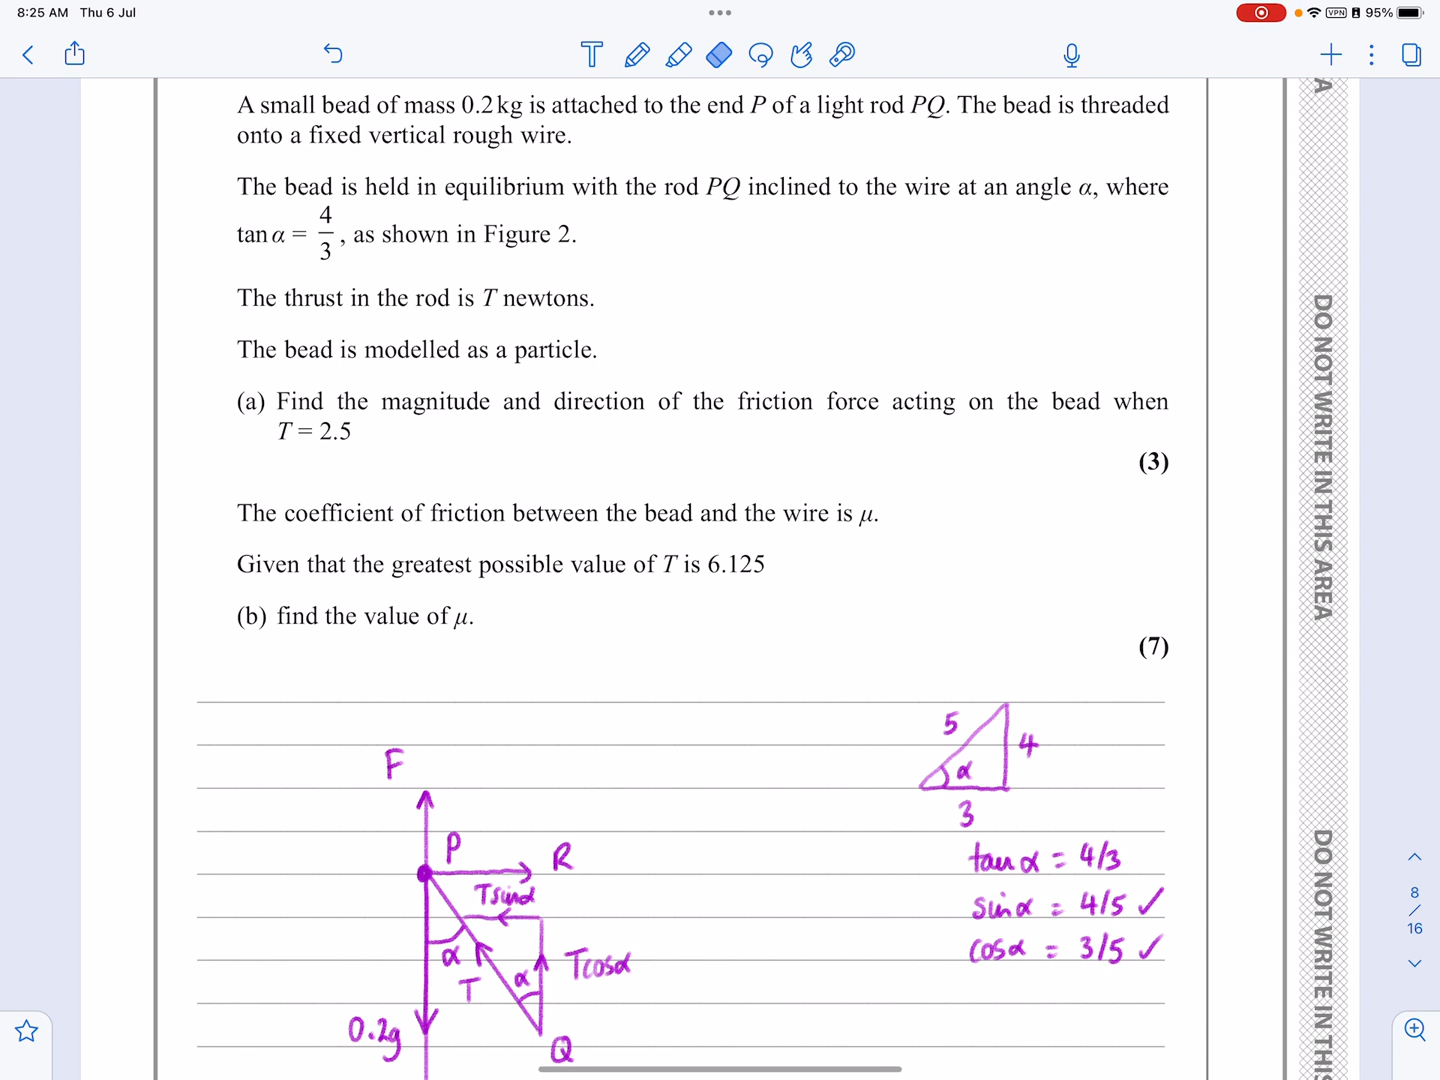 8:25 AM Thu 6 Jul
VPN 95%
A small bead of mass 0.2 kg is attached to the end P of a light rod PQ. The bead is threaded
onto a fixed vertical rough wire.
The bead is held in equilibrium with the rod PQ inclined to the wire at an angle α, where
tan α = 4/3, as shown in Figure 2.
The thrust in the rod is T newtons.
The bead is modelled as a particle.
(a) Find the magnitude and direction of the friction force acting on the bead when
T = 2.5
(3)
The coefficient of friction between the bead and the wire is μ.
Given that the greatest possible value of T is 6.125
(b) find the value of μ.
(7)
F
P
R
Tsinα
α
T
α
Tcosα
0.2g
Q
5
4
α
3
tanα = 4/3
sinα = 4/5 ✓
cosα = 3/5 ✓
A
DO NOT WRITE IN THIS AREA
DO NOT WRITE IN THIS
8
/
16